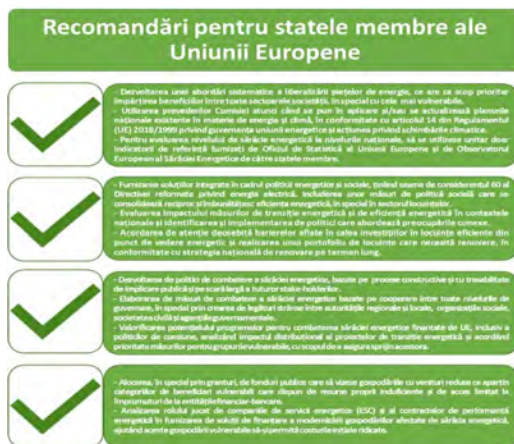 Recomandări pentru statele membre ale
Uniunii Europene
- Dezvoltarea unei abordări sistematice a liberalizării piețelor de energie, ce are ca scop prioritar
împărțirea beneficiilor între toate sectoarele societății, în special cu cele mai vulnerabile.
- Utilizarea prevederilor Comisiei atunci când se pun în aplicare și/sau se actualizează planurile
naționale existente în materie de energie și climă, în conformitate cu articolul 14 din Regulamentul
(UE) 2018/1999 privind guvernanța uniunii energetice și acțiunea privind schimbările climatice.
- Pentru evaluarea nivelului de sărăcie energetică la nivelurile naționale, să se utilizeze unitar doar
indicatorii de referință furnizați de Oficiul de Statistică al Uniunii Europene și de Observatorul
European al Sărăciei Energetice de către statele membre.
- Furnizarea soluțiilor integrate în cadrul politicii energetice și sociale, ținând seama de considerentul 60 al
Directivei reformate privind energia electrică. Includerea unor măsuri de politică socială care se
consolidează reciproc și îmbunătățesc eficiența energetică, în special în sectorul locuințelor.
- Evaluarea impactului măsurilor de tranziție energetică și de eficiență energetică în contextele
naționale și identificarea și implementarea de politici care abordează preocupările conexe.
- Acordarea de atenție deosebită barierelor aflate în calea investițiilor în locuințe eficiente din
punct de vedere energetic și realizarea unui portofoliu de locuințe care necesită renovare, în
conformitate cu strategia națională de renovare pe termen lung.
- Dezvoltarea de politici de combatere a sărăciei energetice, bazate pe procese constructive și cu trasabilitate
de implicare publică și pe scară largă a tuturor stake-holderilor.
- Elaborarea de măsuri de combatere a sărăciei energetice bazate pe cooperare între toate nivelurile de
guvernare, în special prin crearea de legături strânse între autoritățile regionale și locale, organizațiile sociale,
societatea civilă și agențiile guvernamentale.
- Valorificarea potențialului programelor pentru combaterea sărăciei energetice finanțate de UE, inclusiv a
politicilor de coeziune, analizând impactul distribuțional al proiectelor de tranziție energetică și acordând
prioritate măsurilor pentru grupurile vulnerabile, cu scopul de a asigura sprijin acestora.
- Alocarea, în special prin granturi, de fonduri publice care să vizeze gospodăriile cu venituri reduse ce aparțin
categoriilor de beneficiari vulnerabili care dispun de resurse proprii insuficiente și de acces limitat la
împrumuturi de la entitățile financiar-bancare.
- Analizarea rolului jucat de companiile de servicii energetice (ESC) și al contractelor de performanță
energetică în furnizarea de soluții de finanțare a modernizării gospodăriilor afectate de sărăcia energetică,
ajutând aceste gospodării vulnerabile să-și permită costurile inițiale ridicate.